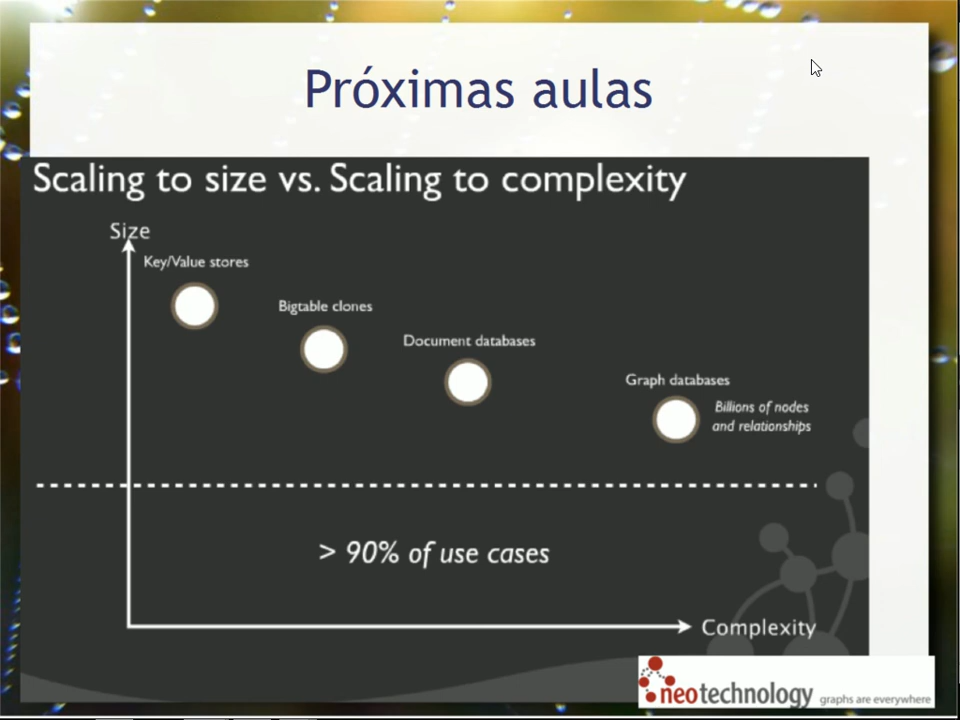 Próximas aulas
Scaling to size vs. Scaling to complexity
Size
Key/Value stores
Bigtable clones
Document databases
Graph databases
Billions of nodes
and relationships
> 90% of use cases
Complexity
neotechnology graphs are everywhere